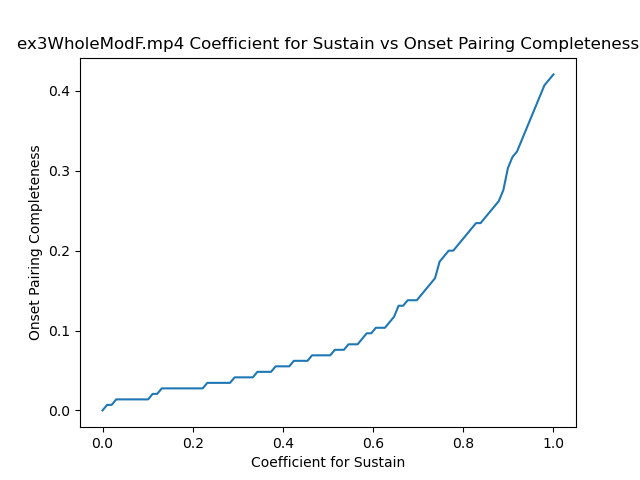 ex3WholeModF.mp4 Coefficient for Sustain vs Onset Pairing Completeness
Onset Pairing Completeness
0.4
0.3
0.2
0.1
0.0
0.0 0.2 0.4 0.6 0.8 1.0
Coefficient for Sustain